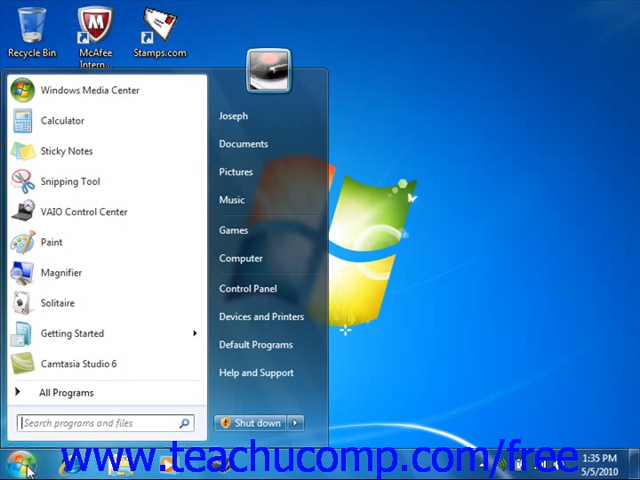 Recycle Bin
McAfee
Intern...
Stamps.com
Windows Media Center
Calculator
Sticky Notes
Snipping Tool
VAIO Control Center
Paint
Magnifier
Solitaire
Getting Started
Camtasia Studio 6
All Programs
Search programs and files
Joseph
Documents
Pictures
Music
Games
Computer
Control Panel
Devices and Printers
Default Programs
Help and Support
Shut down
www.teachucomp.com/free
1:35 PM
5/5/2010